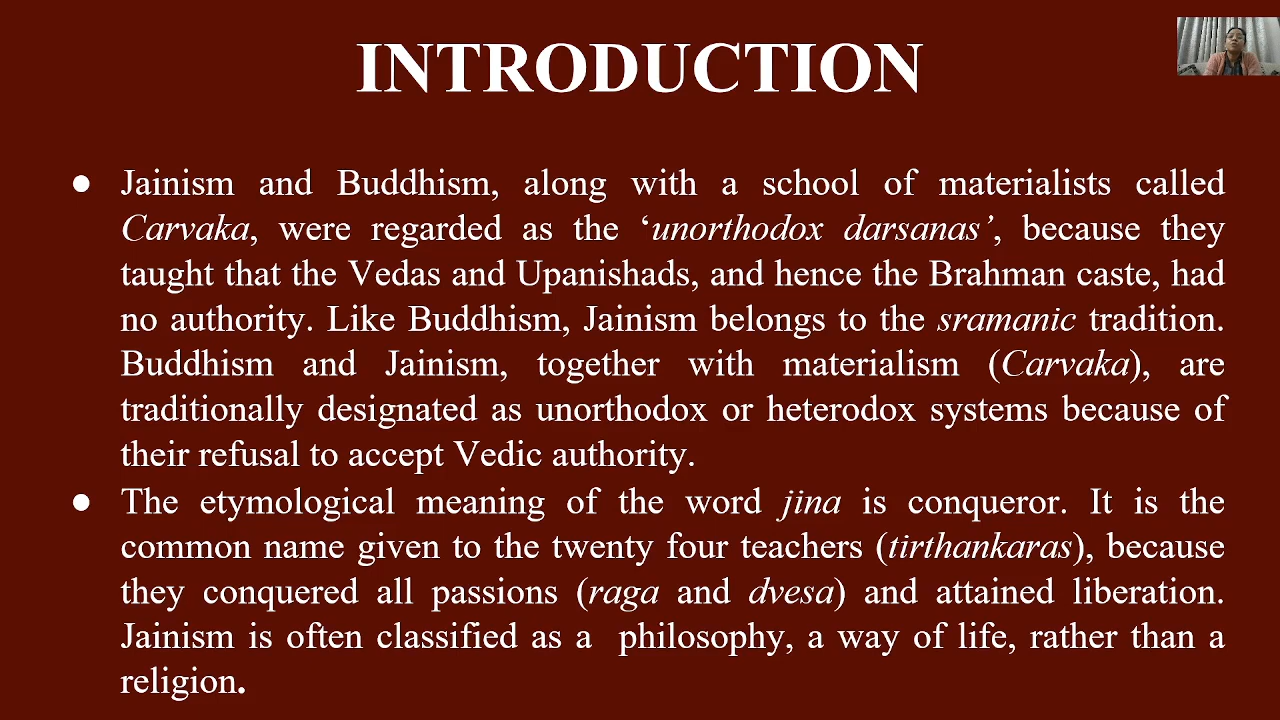 INTRODUCTION
● Jainism and Buddhism, along with a school of materialists called
Carvaka, were regarded as the ‘unorthodox darsanas’, because they
taught that the Vedas and Upanishads, and hence the Brahman caste, had
no authority. Like Buddhism, Jainism belongs to the sramanic tradition.
Buddhism and Jainism, together with materialism (Carvaka), are
traditionally designated as unorthodox or heterodox systems because of
their refusal to accept Vedic authority.
● The etymological meaning of the word jina is conqueror. It is the
common name given to the twenty four teachers (tirthankaras), because
they conquered all passions (raga and dvesa) and attained liberation.
Jainism is often classified as a philosophy, a way of life, rather than a
religion.